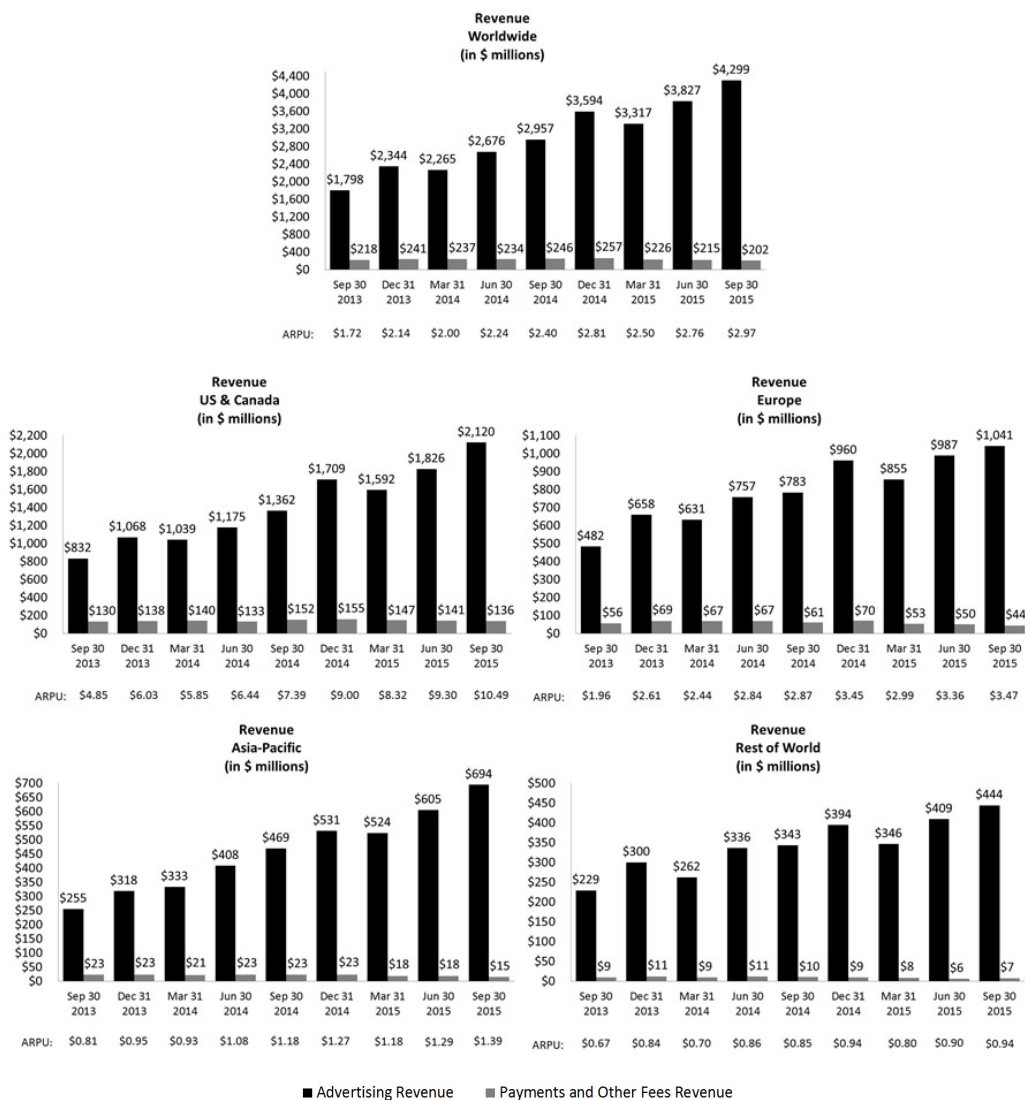 Revenue
Worldwide
(in $ millions)
$4,400
$4,000
$3,600
$3,200
$2,800
$2,400
$2,000
$1,600
$1,200
$800
$400
$0
$1,798 $2,344 $2,265 $2,676 $2,957 $3,594 $3,317 $3,827 $4,299
$218 $241 $237 $234 $246 $257 $226 $215 $202
Sep 30 Dec 31 Mar 31 Jun 30 Sep 30 Dec 31 Mar 31 Jun 30 Sep 30
2013 2013 2014 2014 2014 2014 2015 2015 2015
ARPU: $1.72 $2.14 $2.00 $2.24 $2.40 $2.81 $2.50 $2.76 $2.97
Revenue
US & Canada
(in $ millions)
$2,200
$2,000
$1,800
$1,600
$1,400
$1,200
$1,000
$800
$600
$400
$200
$0
$832 $1,068 $1,039 $1,175 $1,362 $1,709 $1,592 $1,826 $2,120
$130 $138 $140 $133 $152 $155 $147 $141 $136
Sep 30 Dec 31 Mar 31 Jun 30 Sep 30 Dec 31 Mar 31 Jun 30 Sep 30
2013 2013 2014 2014 2014 2014 2015 2015 2015
ARPU: $4.85 $6.03 $5.85 $6.44 $7.39 $9.00 $8.32 $9.30 $10.49
Revenue
Europe
(in $ millions)
$1,100
$1,000
$900
$800
$700
$600
$500
$400
$300
$200
$100
$0
$482 $658 $631 $757 $783 $960 $855 $987 $1,041
$56 $69 $67 $67 $61 $70 $53 $50 $44
Sep 30 Dec 31 Mar 31 Jun 30 Sep 30 Dec 31 Mar 31 Jun 30 Sep 30
2013 2013 2014 2014 2014 2014 2015 2015 2015
ARPU: $1.96 $2.61 $2.44 $2.84 $2.87 $3.45 $2.99 $3.36 $3.47
Revenue
Asia-Pacific
(in $ millions)
$700
$650
$600
$550
$500
$450
$400
$350
$300
$250
$200
$150
$100
$50
$0
$255 $318 $333 $408 $469 $531 $524 $605 $694
$23 $23 $21 $23 $23 $23 $18 $18 $15
Sep 30 Dec 31 Mar 31 Jun 30 Sep 30 Dec 31 Mar 31 Jun 30 Sep 30
2013 2013 2014 2014 2014 2014 2015 2015 2015
ARPU: $0.81 $0.95 $0.93 $1.08 $1.18 $1.27 $1.18 $1.29 $1.39
Revenue
Rest of World
(in $ millions)
$500
$450
$400
$350
$300
$250
$200
$150
$100
$50
$0
$229 $300 $262 $336 $343 $394 $346 $409 $444
$9 $11 $9 $11 $10 $9 $8 $6 $7
Sep 30 Dec 31 Mar 31 Jun 30 Sep 30 Dec 31 Mar 31 Jun 30 Sep 30
2013 2013 2014 2014 2014 2014 2015 2015 2015
ARPU: $0.67 $0.84 $0.70 $0.86 $0.85 $0.94 $0.80 $0.90 $0.94
Advertising Revenue Payments and Other Fees Revenue